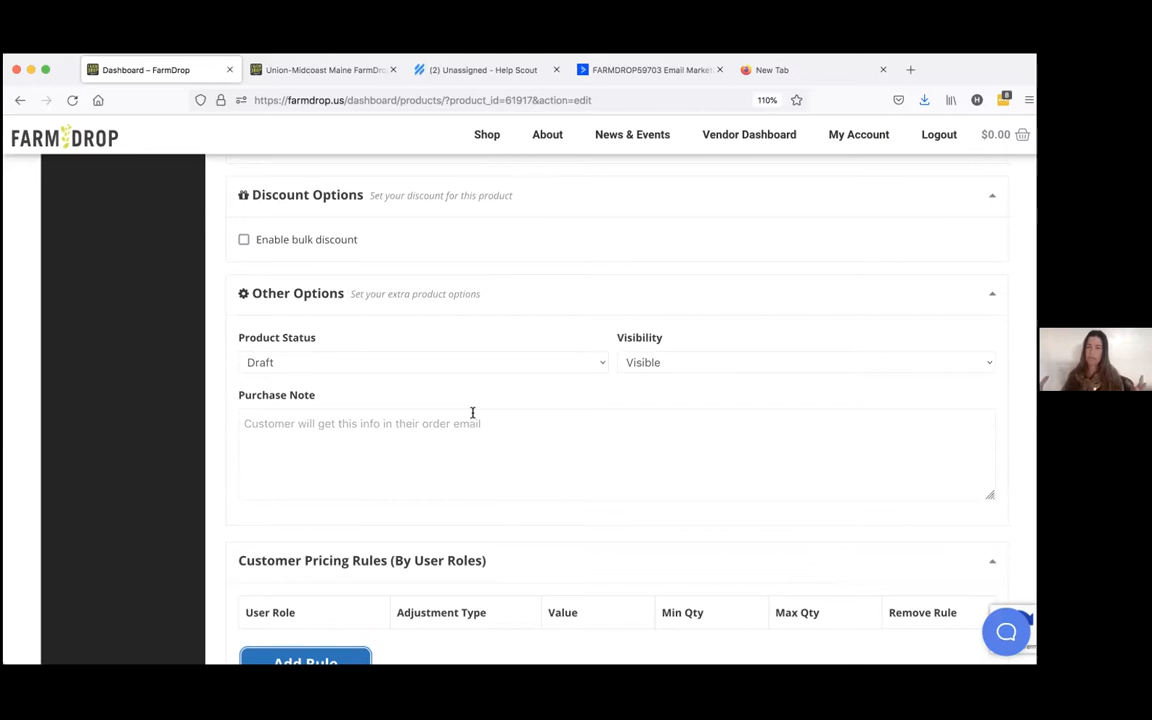 Dashboard – FarmDrop
Union-Midcoast Maine FarmDro
(2) Unassigned - Help Scout
FARMDROP59703 Email Market
New Tab
https://farmdrop.us/dashboard/products/?product_id=61917&action=edit
110%
8
FARMDROP
Shop
About
News & Events
Vendor Dashboard
My Account
Logout
$0.00
Discount Options Set your discount for this product
Enable bulk discount
Other Options Set your extra product options
Product Status
Visibility
Draft
Visible
Purchase Note
Customer will get this info in their order email
Customer Pricing Rules (By User Roles)
User Role
Adjustment Type
Value
Min Qty
Max Qty
Remove Rule
Add Rule